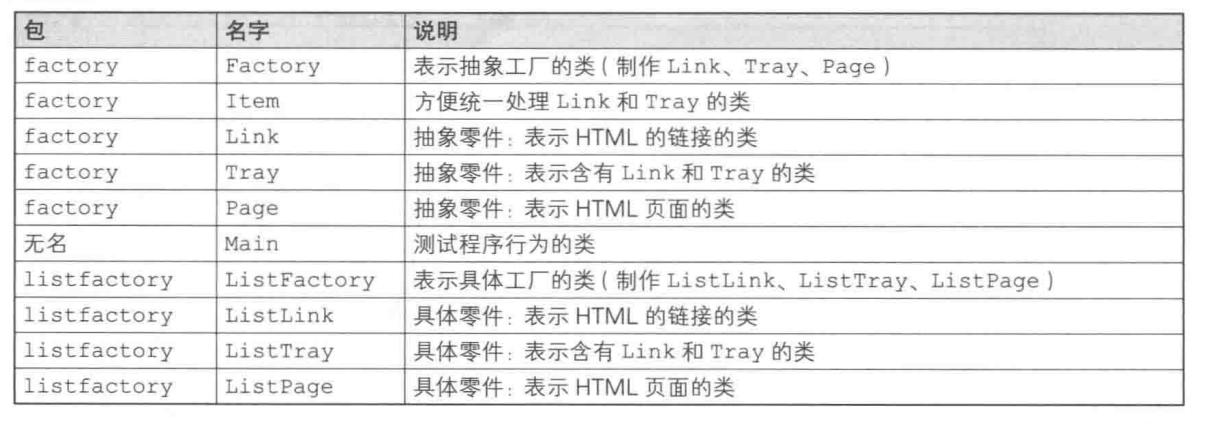 包 名字 说明
factory Factory 表示抽象工厂的类(制作 Link、Tray、Page)
factory Item 方便统一处理 Link 和 Tray 的类
factory Link 抽象零件:表示 HTML 的链接的类
factory Tray 抽象零件:表示含有 Link 和 Tray 的类
factory Page 抽象零件:表示 HTML 页面的类
无名 Main 测试程序行为的类
listfactory ListFactory 表示具体工厂的类(制作 ListLink、ListTray、ListPage)
listfactory ListLink 具体零件:表示 HTML 的链接的类
listfactory ListTray 具体零件:表示含有 Link 和 Tray 的类
listfactory ListPage 具体零件:表示 HTML 页面的类